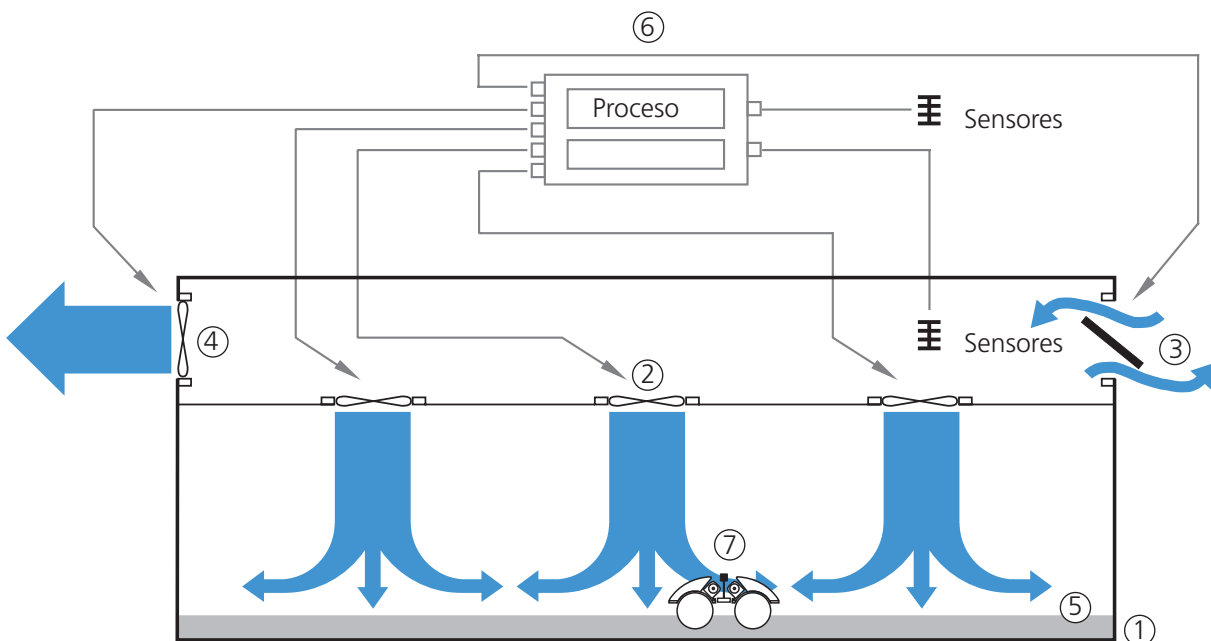 ⑥
Proceso
Sensores
④
②
Sensores
③
⑦
⑤
①